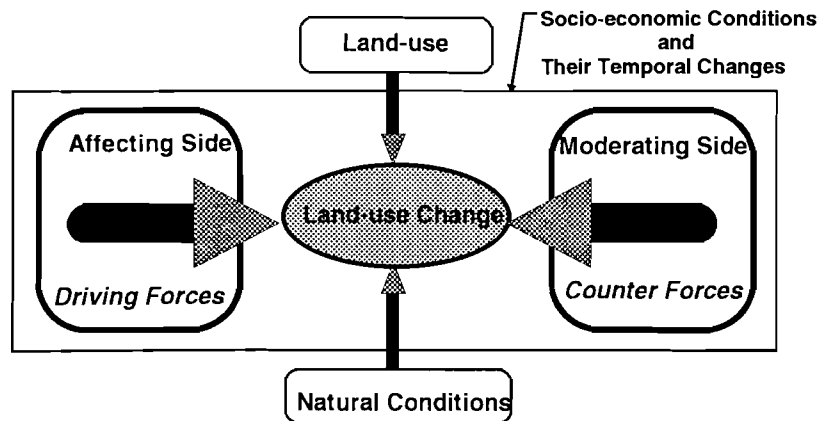 Socio-economic Conditions
and
Their Temporal Changes
Land-use
Affecting Side
Driving Forces
Land-use Change
Moderating Side
Counter Forces
Natural Conditions